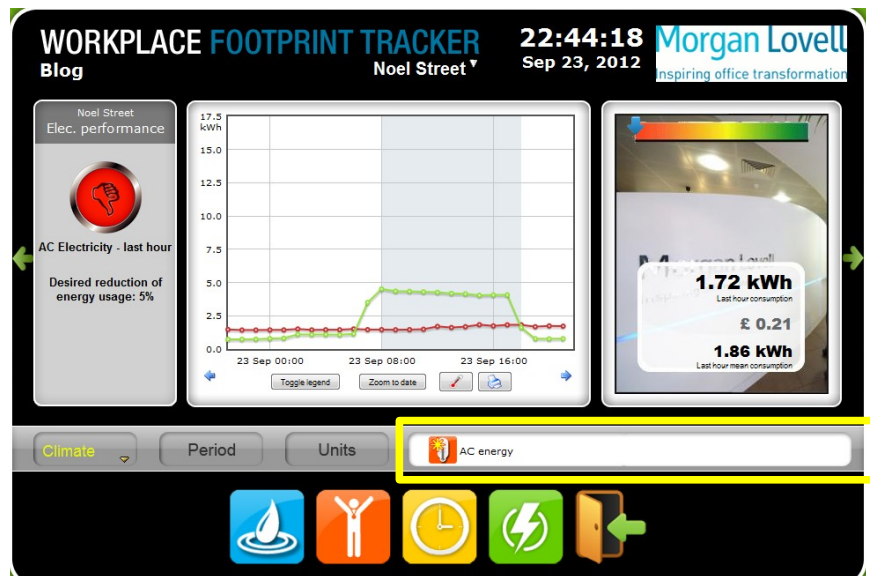 WORKPLACE FOOTPRINT TRACKER
Blog
Noel Street
22:44:18
Sep 23, 2012
Morgan Lovell
Inspiring office transformation
Noel Street
Elec. performance
AC Electricity - last hour
Desired reduction of
energy usage: 5%
17.5
kWh
15.0
12.5
10.0
7.5
5.0
2.5
0.0
23 Sep 00:00
23 Sep 08:00
23 Sep 16:00
Toggle legend
Zoom to date
Morgan Lovell
1.72 kWh
Last hour consumption
£ 0.21
1.86 kWh
Last hour mean consumption
Climate
Period
Units
AC energy